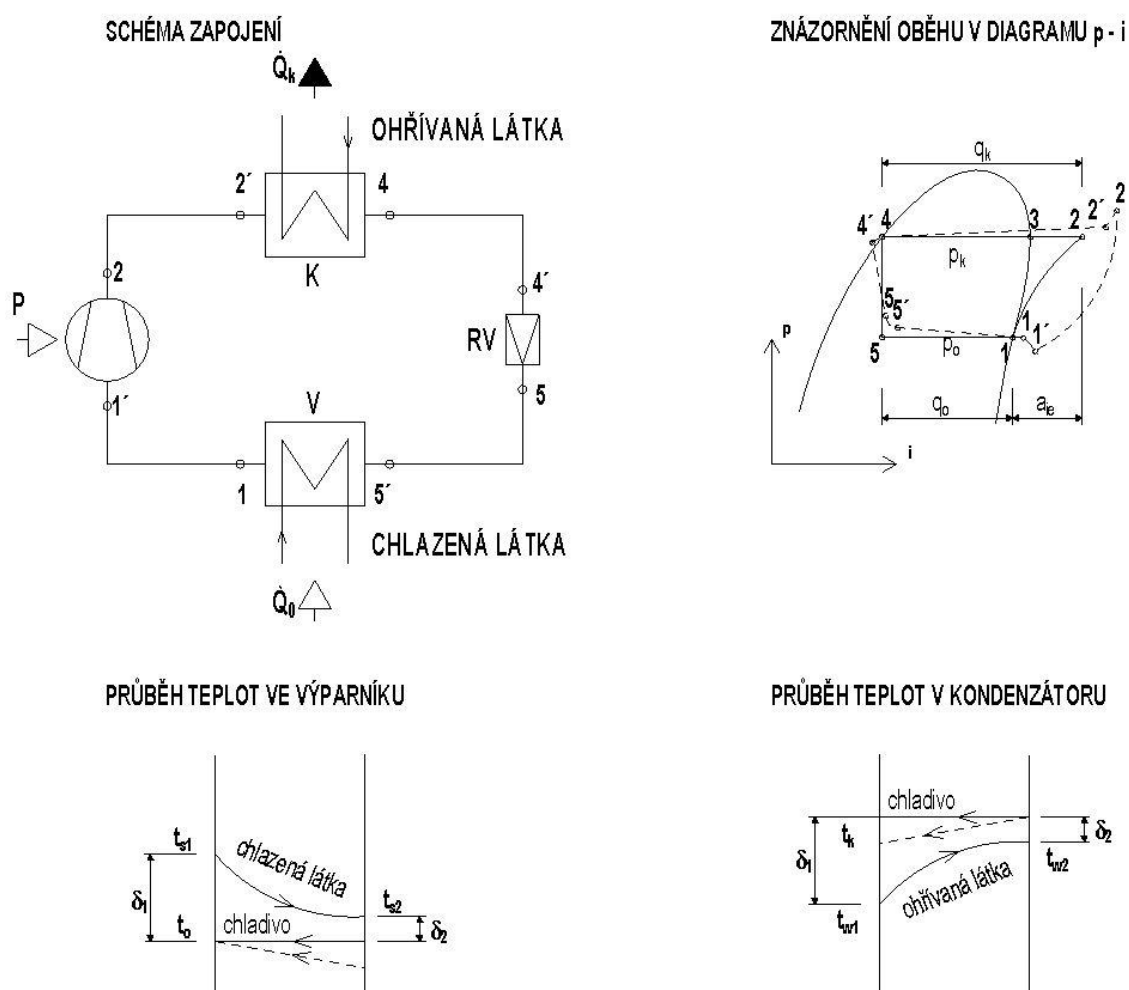 SCHÉMA ZAPOJENÍ
Q̇k
OHŘÍVANÁ LÁTKA
2´
4
K
2
4´
P
RV
V
5
1´
1
5´
CHLAZENÁ LÁTKA
Q̇0
ZNÁZORNĚNÍ OBĚHU V DIAGRAMU p - i
qk
4´
4
3
2
2´
2
pk
5
5´
1
1´
5
po
1
p
qo
aie
i
PRŮBĚH TEPLOT VE VÝPARNÍKU
ts1
chlazená látka
δ1
ts2
to
chladivo
δ2
PRŮBĚH TEPLOT V KONDENZÁTORU
chladivo
tk
δ1
δ2
tw2
ohřívaná látka
tw1